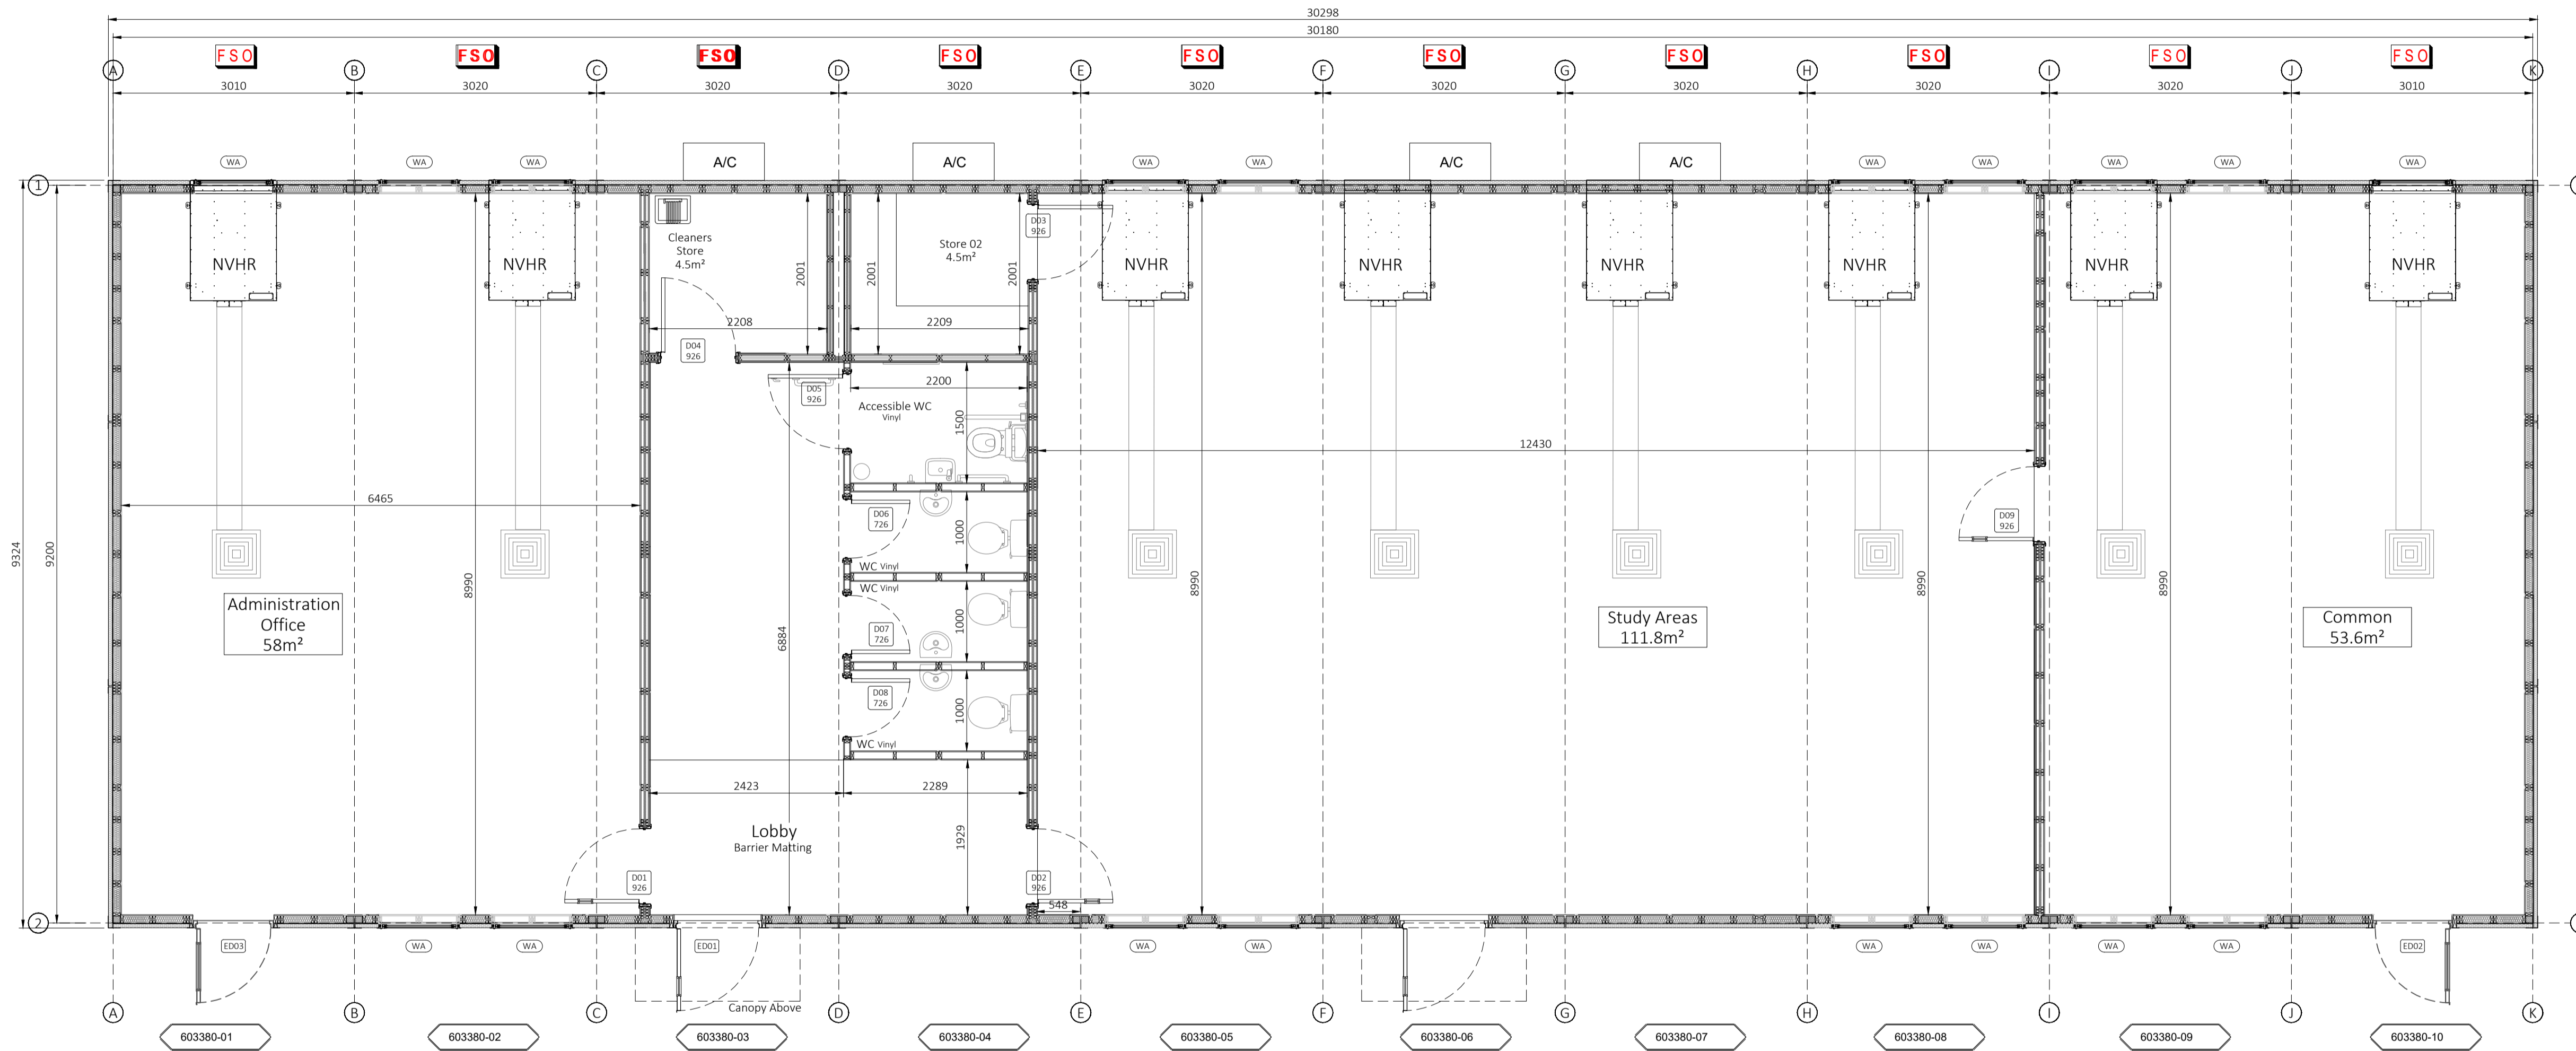 30298
30180
FSO FSO FSO FSO FSO FSO FSO FSO FSO FSO
A B C D E F G H I J K
3010 3020 3020 3020 3020 3020 3020 3020 3020 3010
A/C A/C A/C A/C
WA WA WA WA WA WA WA WA WA WA
1
D03
926
Cleaners
Store
4.5m²
Store 02
4.5m²
2001 2001 2001
NVHR NVHR NVHR NVHR NVHR NVHR NVHR NVHR
2208 2209
D04
926
2200
D05
926
Accessible WC
Vinyl
1500
12430
6465
D06
726
D09
926
1000
9324
9200
8990 8990 8990 8990
WC Vinyl
WC Vinyl
Administration
Office
58m²
Study Areas
111.8m²
Common
53.6m²
D07
726
1000
6884
D08
726
1000
WC Vinyl
2423 2289
Lobby
Barrier Matting
1929
D01
926
D02
926
548
2
ED03 WA WA ED01 WA WA WA WA WA WA ED02
Canopy Above
A B C D E F G H I J K
603380-01 603380-02 603380-03 603380-04 603380-05 603380-06 603380-07 603380-08 603380-09 603380-10